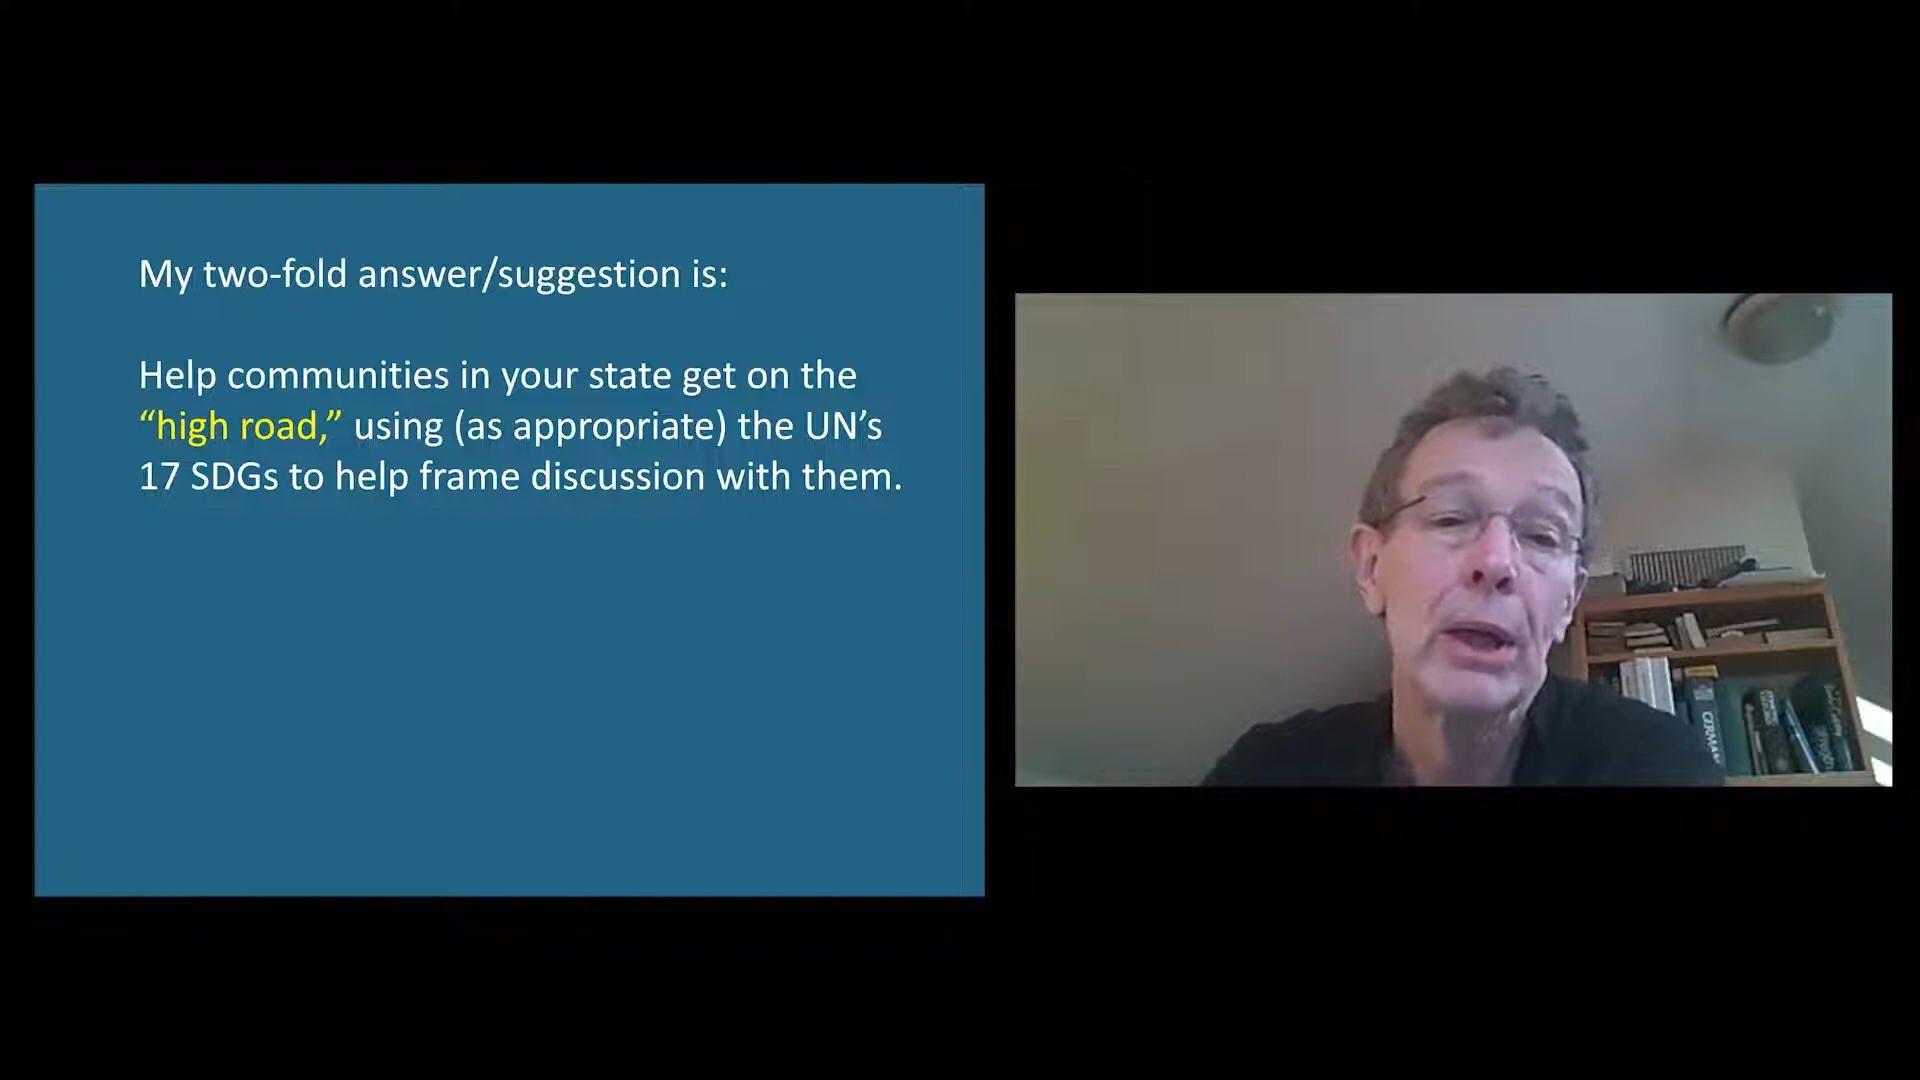 My two-fold answer/suggestion is:
Help communities in your state get on the
“high road,” using (as appropriate) the UN’s
17 SDGs to help frame discussion with them.
GERMAN